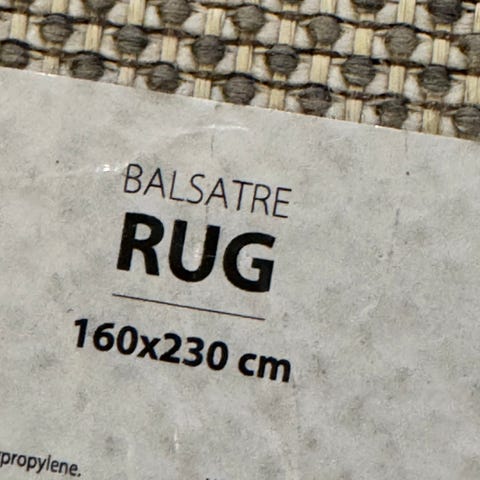 BALSATRE
RUG
160x230 cm
propylene.